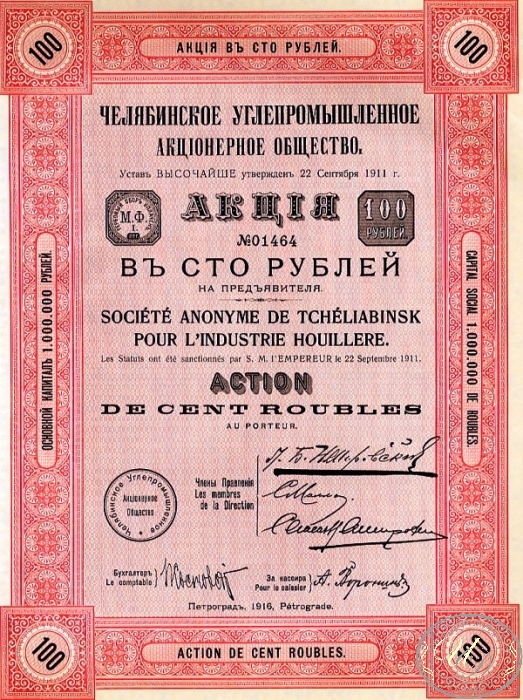 100
АКЦІЯ ВЪ СТО РУБЛЕЙ.
100
ЧЕЛЯБИНСКОЕ УГЛЕПРОМЫШЛЕННОЕ
АКЦІОНЕРНОЕ ОБЩЕСТВО.
Уставъ ВЫСОЧАЙШЕ утвержденъ 22 Сентября 1911 г.
М.Ф.
I.
АКЦІЯ
100
РУБЛЕЙ
№01464
ВЪ СТО РУБЛЕЙ
НА ПРЕДЪЯВИТЕЛЯ.
SOCIÉTÉ ANONYME DE TCHÉLIABINSK
POUR L'INDUSTRIE HOUILLERE.
Les Statuts ont été sanctionnés par S. M. l'EMPEREUR le 22 Septembre 1911.
ACTION
DE CENT ROUBLES
AU PORTEUR.
ОСНОВНОЙ КАПИТАЛЪ 1.000.000 РУБЛЕЙ.
CAPITAL SOCIAL 1.000.000 DE ROUBLES.
Челябинское Углепромышленное
Акціонерное
Общество
Члены Правленія
Les membres
de la Direction
Бухгалтеръ
Le comptable
За кассира
Pour le caissier
Петроградъ, 1916, Pétrograde.
100
ACTION DE CENT ROUBLES.
100